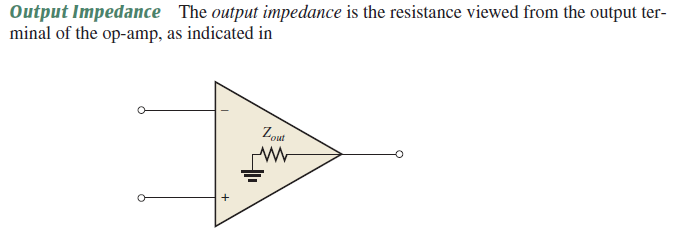 Output Impedance The output impedance is the resistance viewed from the output ter-
minal of the op-amp, as indicated in
–
Zout
+